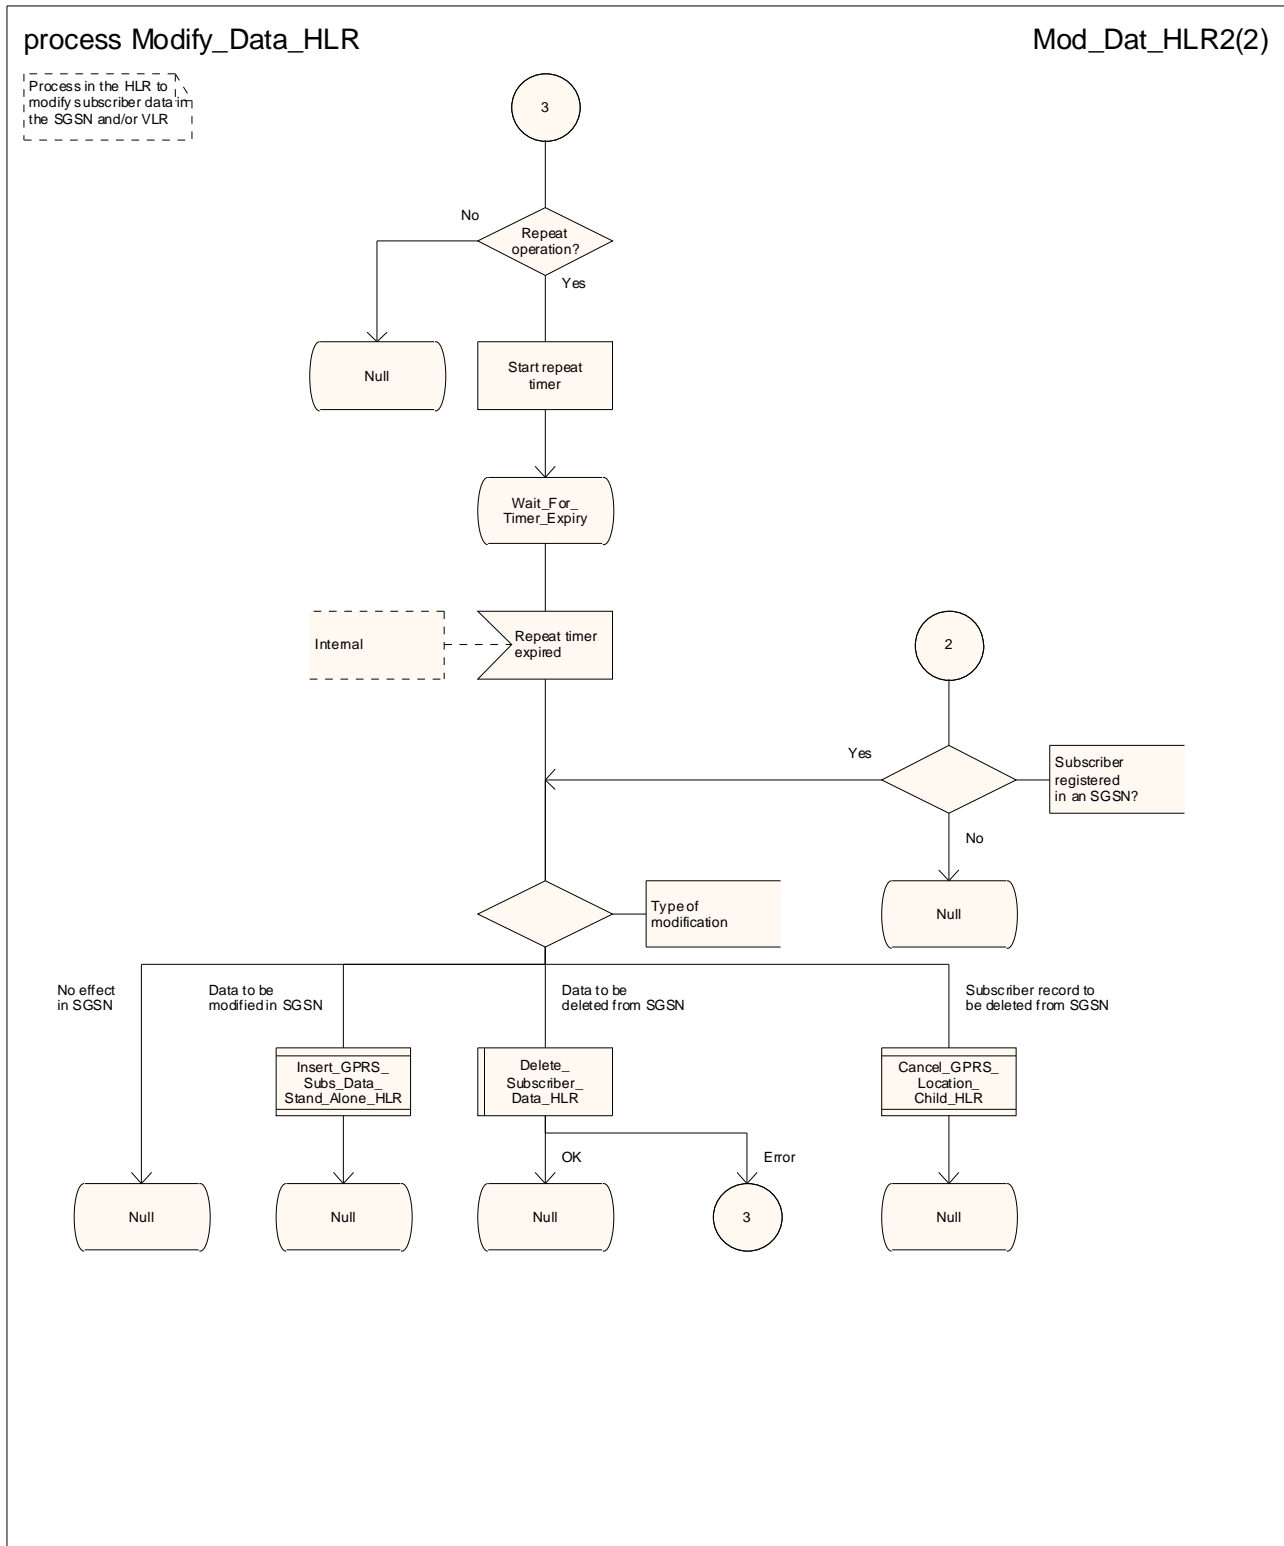 process Modify_Data_HLR
Mod_Dat_HLR2(2)
Process in the HLR to
modify subscriber data in
the SGSN and/or VLR
3
No
Repeat
operation?
Yes
Null
Start repeat
timer
Wait_For_
Timer_Expiry
Internal
Repeat timer
expired
2
Yes
Subscriber
registered
in an SGSN?
No
Type of
modification
Null
No effect
in SGSN
Data to be
modified in SGSN
Data to be
deleted from SGSN
Subscriber record to
be deleted from SGSN
Insert_GPRS_
Subs_Data_
Stand_Alone_HLR
Delete_
Subscriber_
Data_HLR
Cancel_GPRS_
Location_
Child_HLR
OK
Error
Null
Null
Null
3
Null